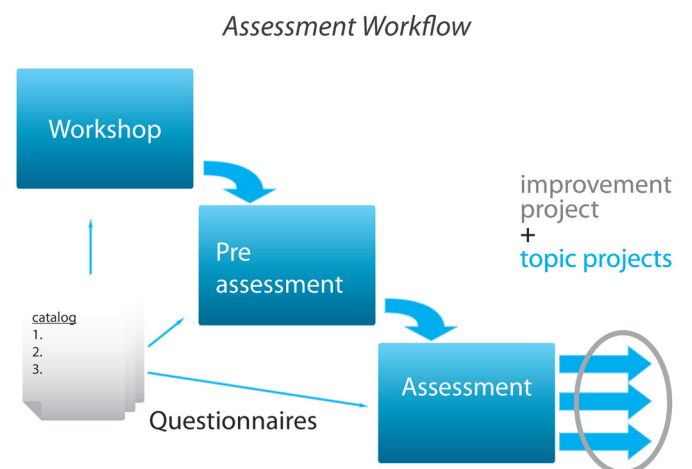 Assessment Workflow
Workshop
Pre
assessment
improvement
project
+
topic projects
catalog
1.
2.
3.
Assessment
Questionnaires